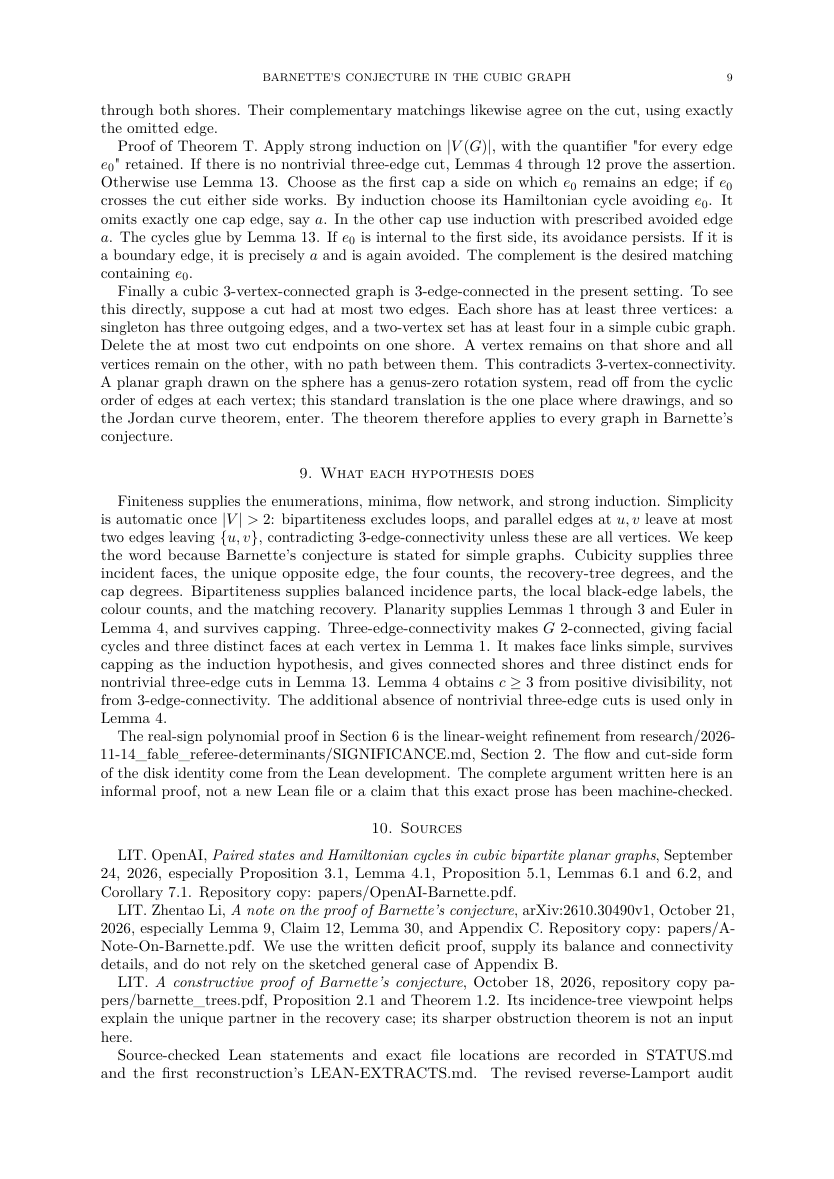 BARNETTE'S CONJECTURE IN THE CUBIC GRAPH 9
through both shores. Their complementary matchings likewise agree on the cut, using exactly
the omitted edge.
Proof of Theorem T. Apply strong induction on |V(G)|, with the quantifier "for every edge
e₀" retained. If there is no nontrivial three-edge cut, Lemmas 4 through 12 prove the assertion.
Otherwise use Lemma 13. Choose as the first cap a side on which e₀ remains an edge; if e₀
crosses the cut either side works. By induction choose its Hamiltonian cycle avoiding e₀. It
omits exactly one cap edge, say a. In the other cap use induction with prescribed avoided edge
a. The cycles glue by Lemma 13. If e₀ is internal to the first side, its avoidance persists. If it is
a boundary edge, it is precisely a and is again avoided. The complement is the desired matching
containing e₀.
Finally a cubic 3-vertex-connected graph is 3-edge-connected in the present setting. To see
this directly, suppose a cut had at most two edges. Each shore has at least three vertices: a
singleton has three outgoing edges, and a two-vertex set has at least four in a simple cubic graph.
Delete the at most two cut endpoints on one shore. A vertex remains on that shore and all
vertices remain on the other, with no path between them. This contradicts 3-vertex-connectivity.
A planar graph drawn on the sphere has a genus-zero rotation system, read off from the cyclic
order of edges at each vertex; this standard translation is the one place where drawings, and so
the Jordan curve theorem, enter. The theorem therefore applies to every graph in Barnette's
conjecture.
9. What each hypothesis does
Finiteness supplies the enumerations, minima, flow network, and strong induction. Simplicity
is automatic once |V| > 2: bipartiteness excludes loops, and parallel edges at u, v leave at most
two edges leaving {u, v}, contradicting 3-edge-connectivity unless these are all vertices. We keep
the word because Barnette's conjecture is stated for simple graphs. Cubicity supplies three
incident faces, the unique opposite edge, the four counts, the recovery-tree degrees, and the
cap degrees. Bipartiteness supplies balanced incidence parts, the local black-edge labels, the
colour counts, and the matching recovery. Planarity supplies Lemmas 1 through 3 and Euler in
Lemma 4, and survives capping. Three-edge-connectivity makes G 2-connected, giving facial
cycles and three distinct faces at each vertex in Lemma 1. It makes face links simple, survives
capping as the induction hypothesis, and gives connected shores and three distinct ends for
nontrivial three-edge cuts in Lemma 13. Lemma 4 obtains c ≥ 3 from positive divisibility, not
from 3-edge-connectivity. The additional absence of nontrivial three-edge cuts is used only in
Lemma 4.
The real-sign polynomial proof in Section 6 is the linear-weight refinement from research/2026-
11-14_fable_referee-determinants/SIGNIFICANCE.md, Section 2. The flow and cut-side form
of the disk identity come from the Lean development. The complete argument written here is an
informal proof, not a new Lean file or a claim that this exact prose has been machine-checked.
10. Sources
LIT. OpenAI, Paired states and Hamiltonian cycles in cubic bipartite planar graphs, September
24, 2026, especially Proposition 3.1, Lemma 4.1, Proposition 5.1, Lemmas 6.1 and 6.2, and
Corollary 7.1. Repository copy: papers/OpenAI-Barnette.pdf.
LIT. Zhentao Li, A note on the proof of Barnette's conjecture, arXiv:2610.30490v1, October 21,
2026, especially Lemma 9, Claim 12, Lemma 30, and Appendix C. Repository copy: papers/A-
Note-On-Barnette.pdf. We use the written deficit proof, supply its balance and connectivity
details, and do not rely on the sketched general case of Appendix B.
LIT. A constructive proof of Barnette's conjecture, October 18, 2026, repository copy pa-
pers/barnette_trees.pdf, Proposition 2.1 and Theorem 1.2. Its incidence-tree viewpoint helps
explain the unique partner in the recovery case; its sharper obstruction theorem is not an input
here.
Source-checked Lean statements and exact file locations are recorded in STATUS.md
and the first reconstruction's LEAN-EXTRACTS.md. The revised reverse-Lamport audit